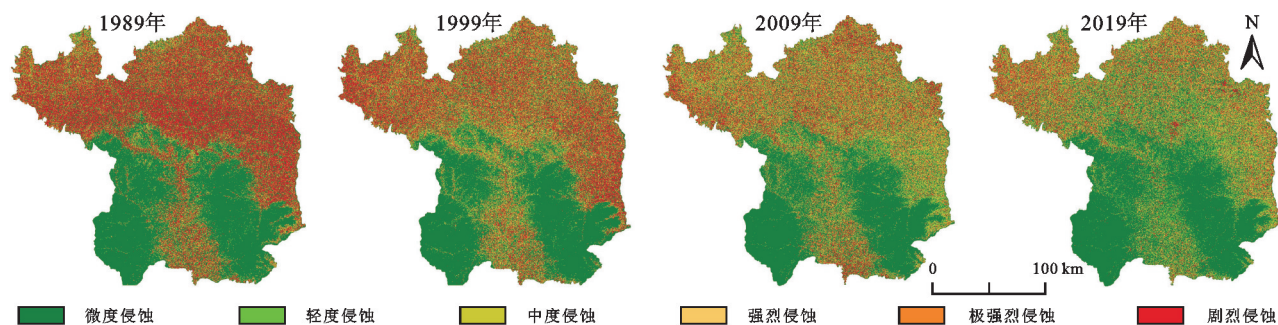 1989年 1999年 2009年 2019年 N
0 100 km
微度侵蚀 轻度侵蚀 中度侵蚀 强烈侵蚀 极强烈侵蚀 周烈侵蚀